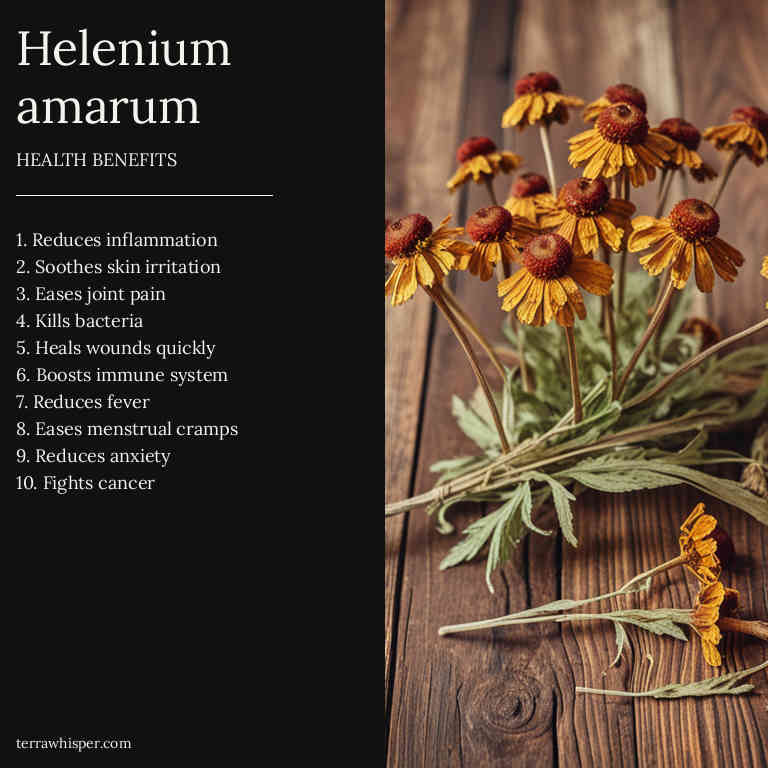 Helenium
amarum
HEALTH BENEFITS
1. Reduces inflammation
2. Soothes skin irritation
3. Eases joint pain
4. Kills bacteria
5. Heals wounds quickly
6. Boosts immune system
7. Reduces fever
8. Eases menstrual cramps
9. Reduces anxiety
10. Fights cancer
terrawhisper.com